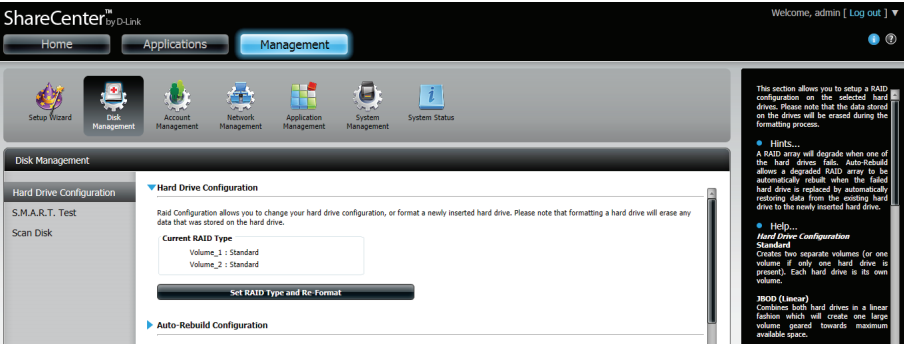 ShareCenter™ by D-Link
Welcome, admin [ Log out ] ▼
Home
Applications
Management
Setup Wizard
Disk
Management
Account
Management
Network
Management
Application
Management
System
Management
System Status
Disk Management
Hard Drive Configuration
S.M.A.R.T. Test
Scan Disk
Hard Drive Configuration
Raid Configuration allows you to change your hard drive configuration, or format a newly inserted hard drive. Please note that formatting a hard drive will erase any
data that was stored on the hard drive.
Current RAID Type
Volume_1 : Standard
Volume_2 : Standard
Set RAID Type and Re-Format
Auto-Rebuild Configuration
This section allows you to setup a RAID
configuration on the selected hard
drives. Please note that the data stored
on the drives will be erased during the
formatting process.
Hints...
A RAID array will degrade when one of
the hard drives fails. Auto-Rebuild
allows a degraded RAID array to be
automatically rebuilt when the failed
hard drive is replaced by automatically
restoring data from the existing hard
drive to the newly inserted hard drive.
Help...
Hard Drive Configuration
Standard
Creates two separate volumes (or one
volume if only one hard drive is
present). Each hard drive is its own
volume.
JBOD (Linear)
Combines both hard drives in a linear
fashion which will create one large
volume geared towards maximum
available space.